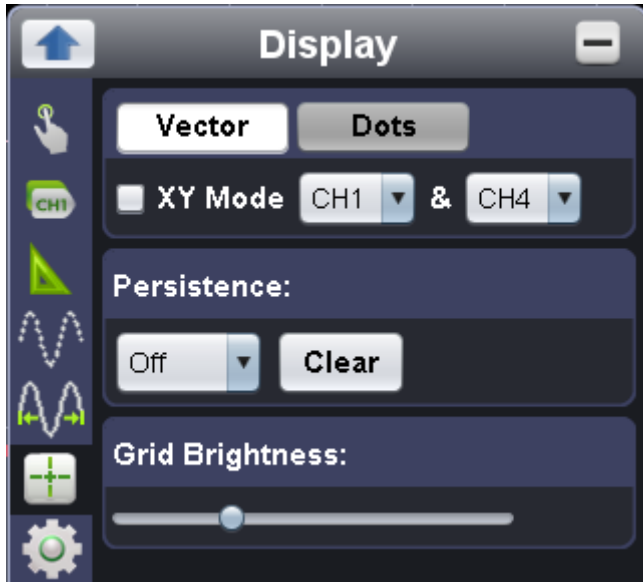 Display
Vector Dots
CH1
XY Mode CH1 & CH4
Persistence:
Off Clear
Grid Brightness: